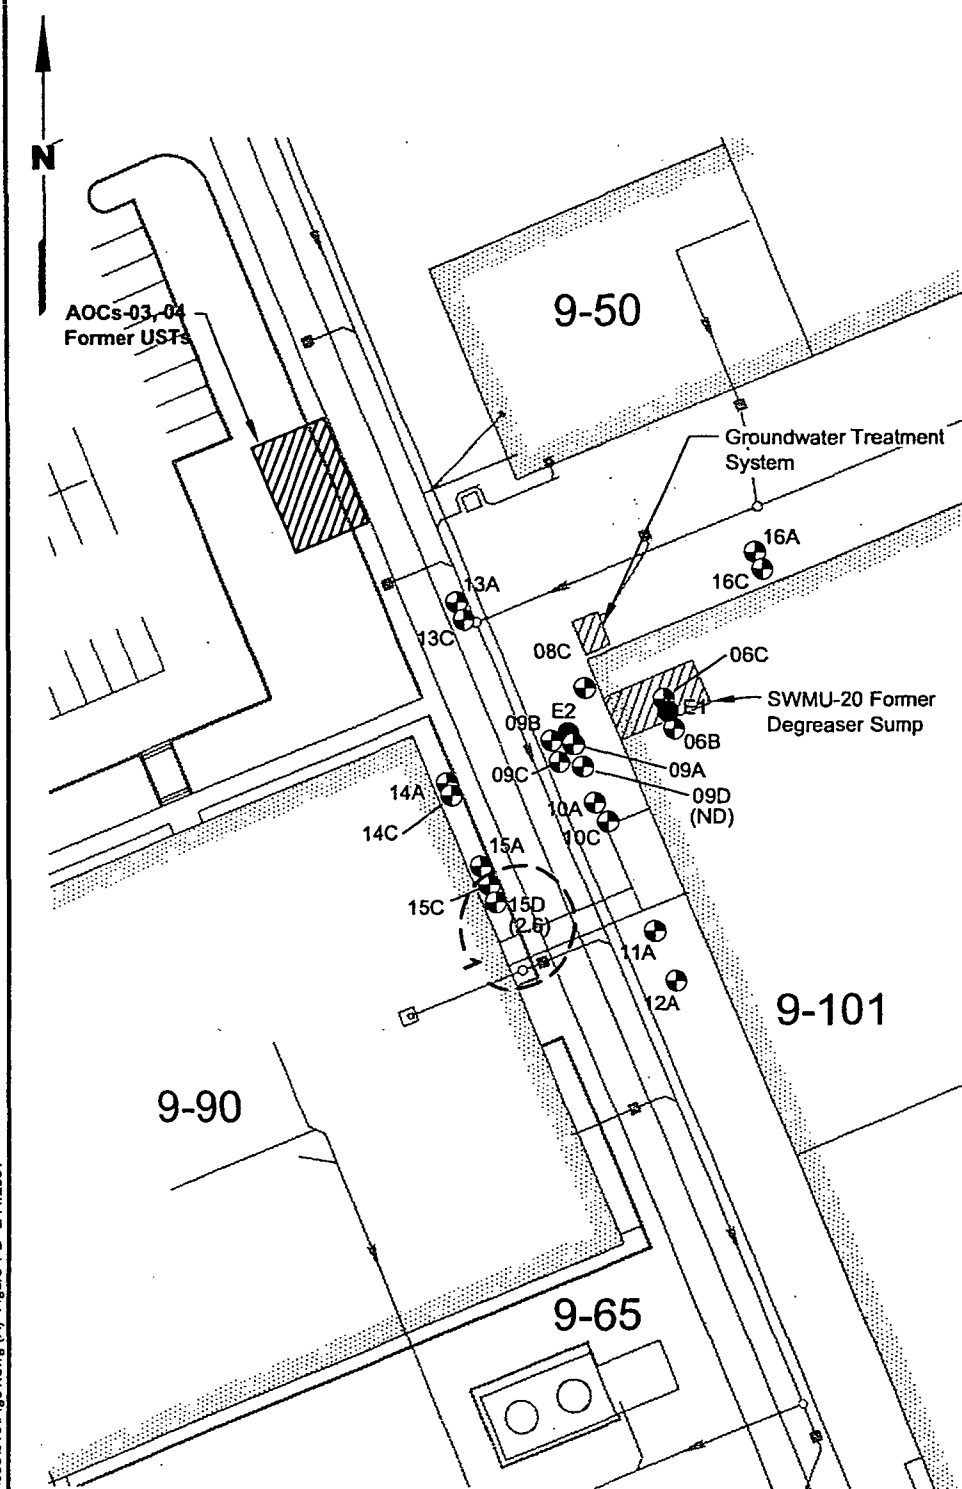 N
AOCs-03,-04
Former USTs
9-50
Groundwater Treatment
System
16A
16C
13A
13C
08C
06C
SWMU-20 Former
Degreaser Sump
E1
06B
E2
09B
09A
09C
09D
(ND)
10A
10C
14A
14C
15A
15C
15D
(2.6)
1
11A
12A
9-101
9-90
9-65